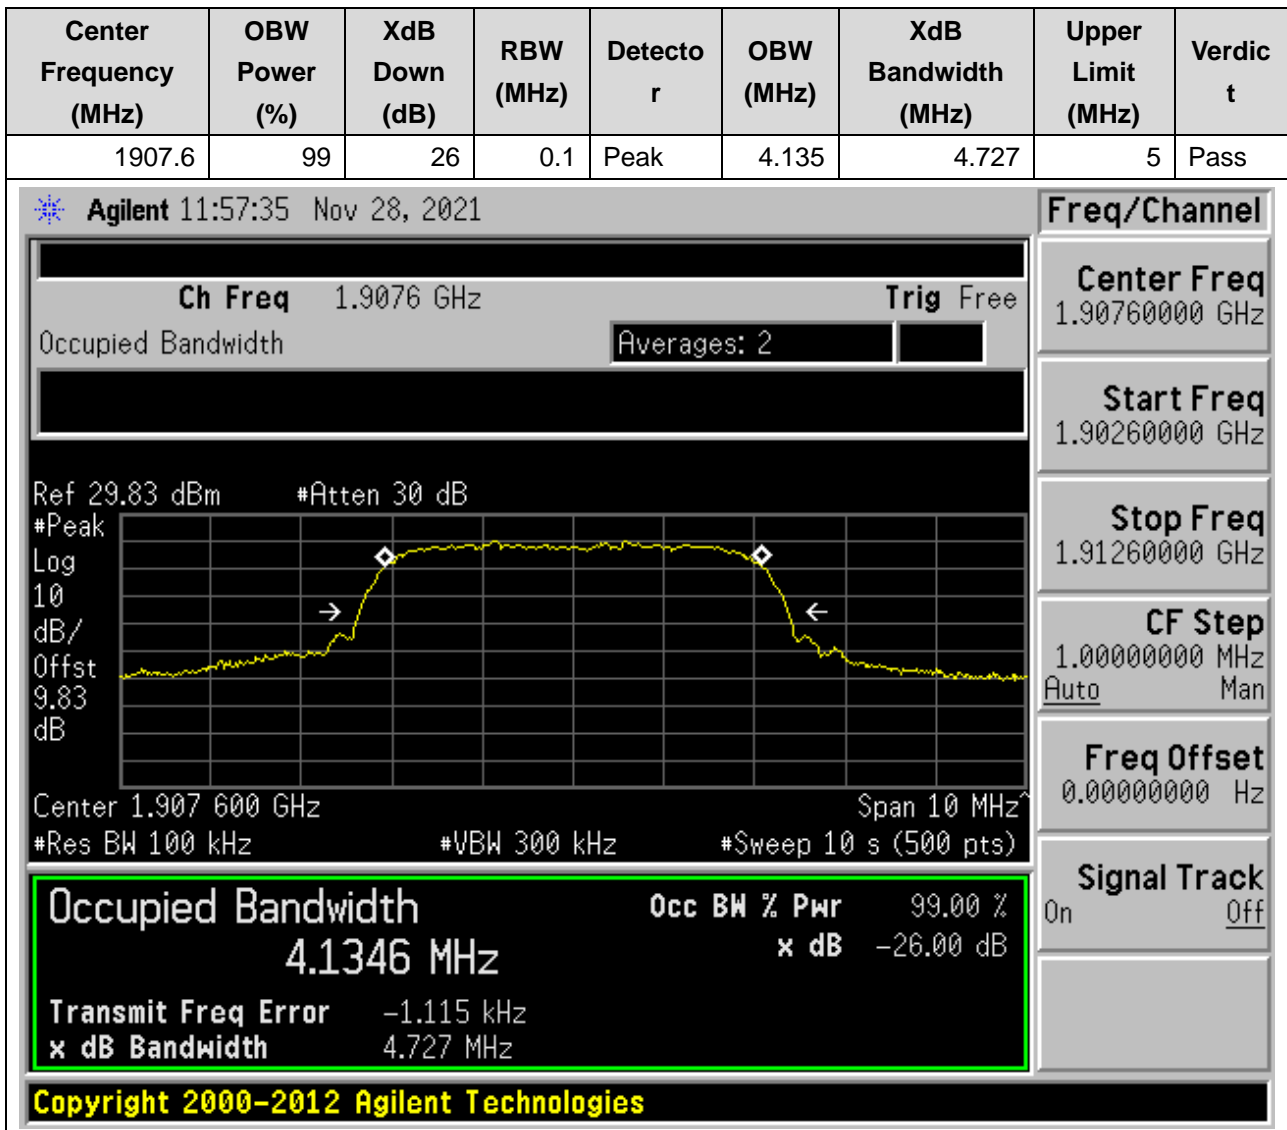 Center Frequency (MHz) OBW Power (%) XdB Down (dB) RBW (MHz) Detecto r OBW (MHz) XdB Bandwidth (MHz) Upper Limit (MHz) Verdic t
1907.6 99 26 0.1 Peak 4.135 4.727 5 Pass
Agilent 11:57:35 Nov 28, 2021
Freq/Channel
Ch Freq 1.9076 GHz Trig Free
Occupied Bandwidth Averages: 2
Center Freq
1.90760000 GHz
Start Freq
1.90260000 GHz
Stop Freq
1.91260000 GHz
CF Step
1.00000000 MHz
Auto Man
Freq Offset
0.00000000 Hz
Signal Track
On Off
Ref 29.83 dBm #Atten 30 dB
#Peak
Log
10
dB/
Offst
9.83
dB
Center 1.907 600 GHz Span 10 MHz^
#Res BW 100 kHz #VBW 300 kHz #Sweep 10 s (500 pts)
Occupied Bandwidth Occ BW % Pwr 99.00 %
4.1346 MHz x dB -26.00 dB
Transmit Freq Error -1.115 kHz
x dB Bandwidth 4.727 MHz
Copyright 2000-2012 Agilent Technologies